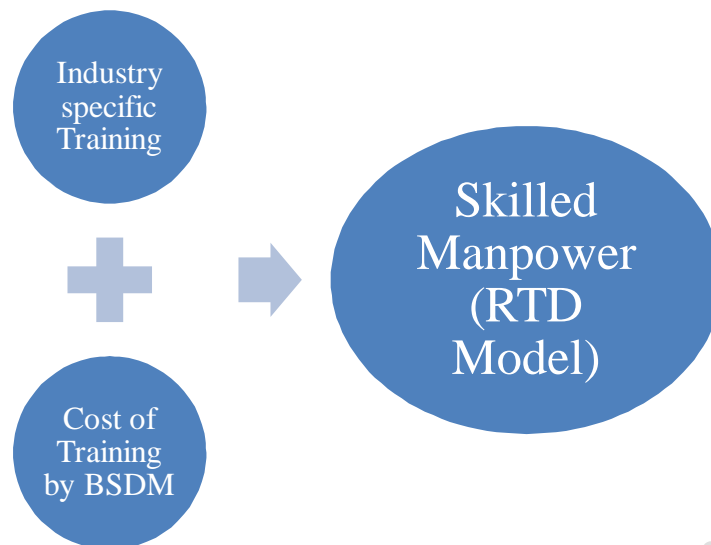 Industry
specific
Training
Cost of
Training
by BSDM
Skilled
Manpower
(RTD
Model)